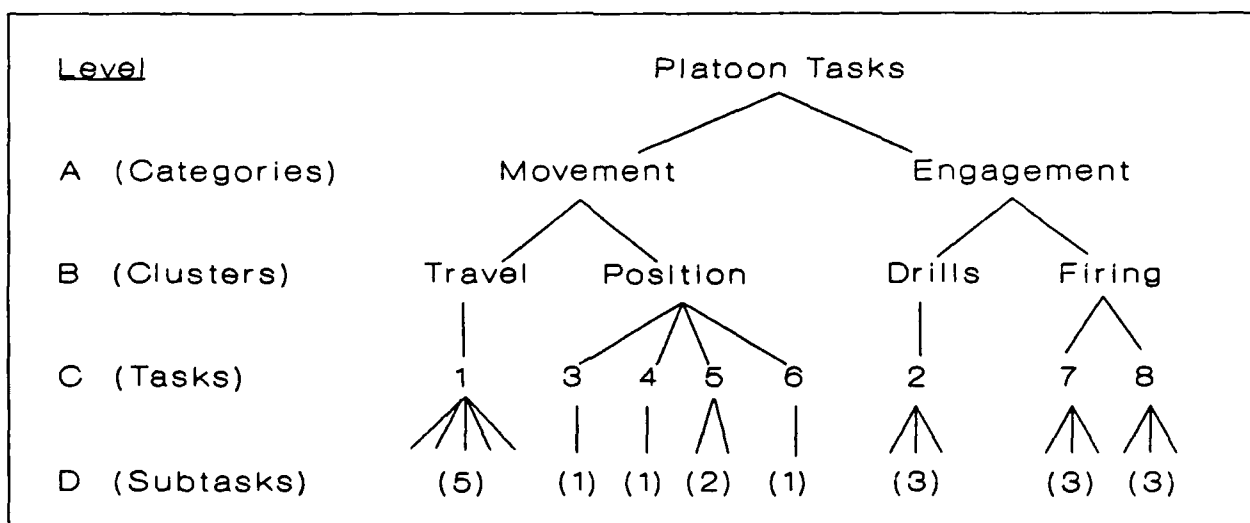 Level Platoon Tasks
A (Categories) Movement Engagement
B (Clusters) Travel Position Drills Firing
C (Tasks) 1 3 4 5 6 2 7 8
D (Subtasks) (5) (1) (1) (2) (1) (3) (3) (3)